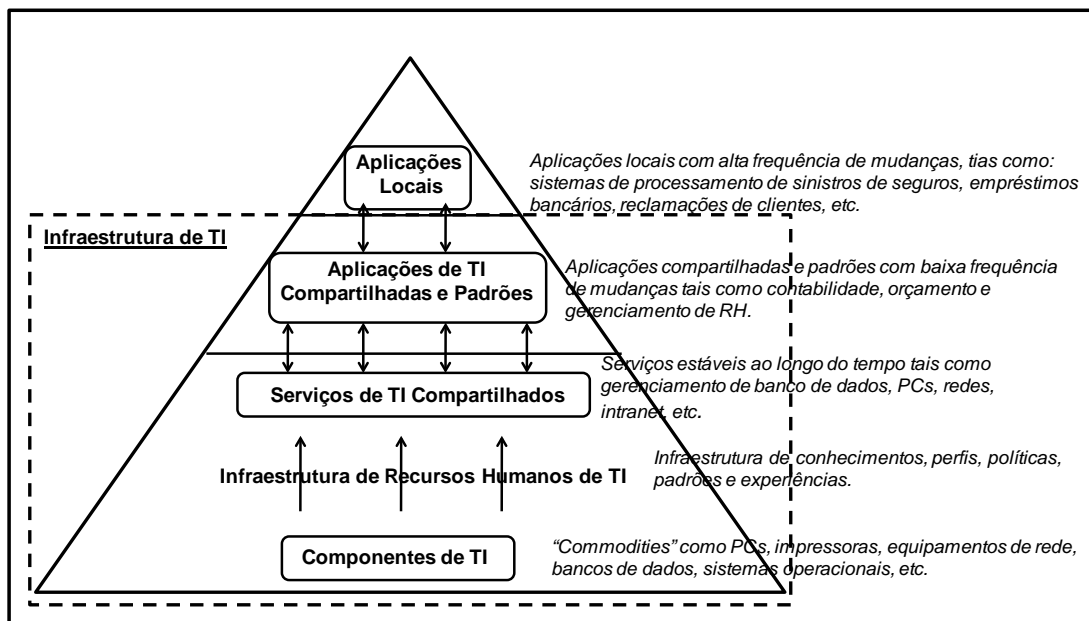 Aplicações
Locais
Aplicações locais com alta frequência de mudanças, tias como:
sistemas de processamento de sinistros de seguros, empréstimos
bancários, reclamações de clientes, etc.
Infraestrutura de TI
Aplicações de TI
Compartilhadas e Padrões
Aplicações compartilhadas e padrões com baixa frequência
de mudanças tais como contabilidade, orçamento e
gerenciamento de RH.
Serviços de TI Compartilhados
Serviços estáveis ao longo do tempo tais como
gerenciamento de banco de dados, PCs, redes,
intranet, etc.
Infraestrutura de Recursos Humanos de TI
Infraestrutura de conhecimentos, perfis, políticas,
padrões e experiências.
Componentes de TI
“Commodities” como PCs, impressoras, equipamentos de rede,
bancos de dados, sistemas operacionais, etc.